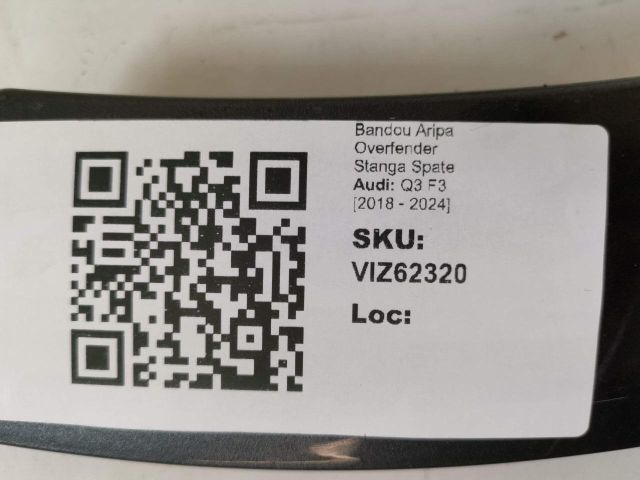 Bandou Aripa
Overfender
Stanga Spate
Audi: Q3 F3
[2018 - 2024]
SKU:
VIZ62320
Loc: